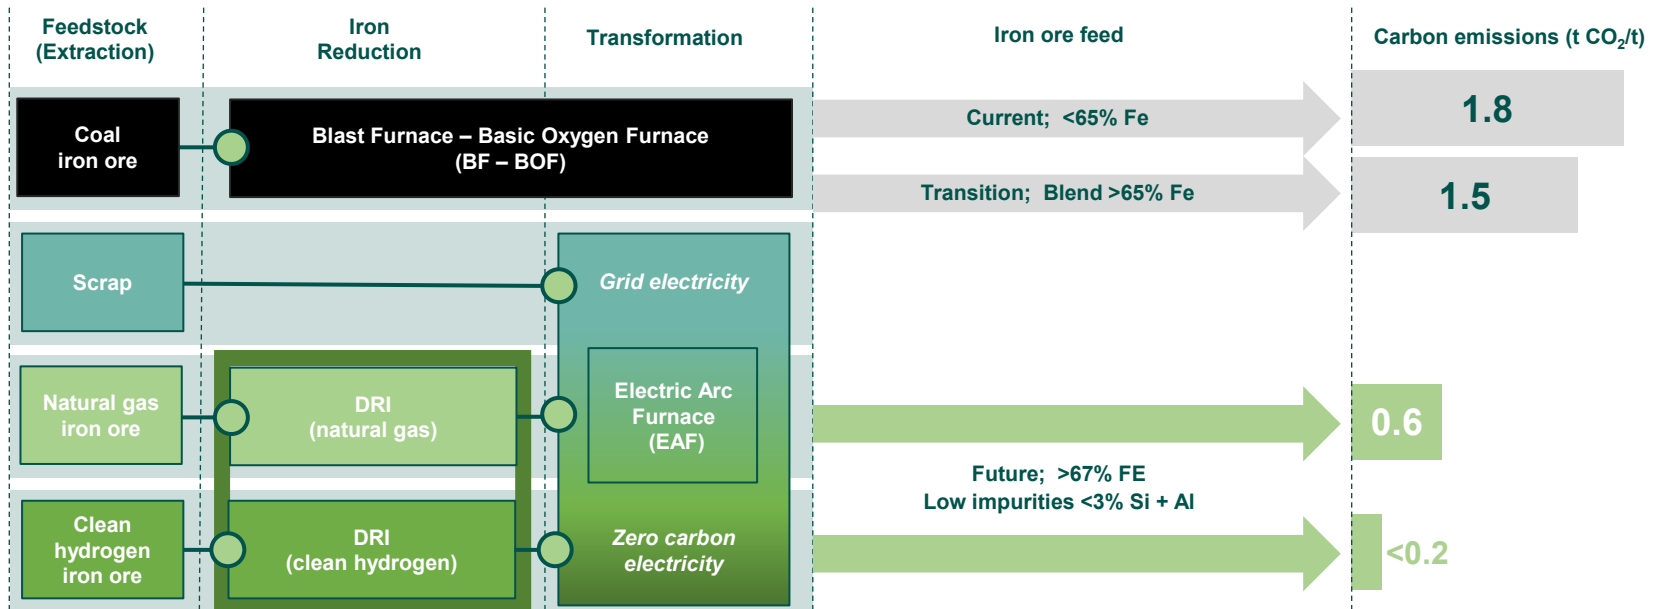 Feedstock
(Extraction)
Iron
Reduction
Transformation
Iron ore feed
Carbon emissions (t CO₂/t)
Coal
iron ore
Blast Furnace – Basic Oxygen Furnace
(BF – BOF)
Current; <65% Fe
1.8
Transition; Blend >65% Fe
1.5
Scrap
Grid electricity
Natural gas
iron ore
DRI
(natural gas)
Electric Arc
Furnace
(EAF)
0.6
Future; >67% FE
Low impurities <3% Si + Al
Clean
hydrogen
iron ore
DRI
(clean hydrogen)
Zero carbon
electricity
<0.2